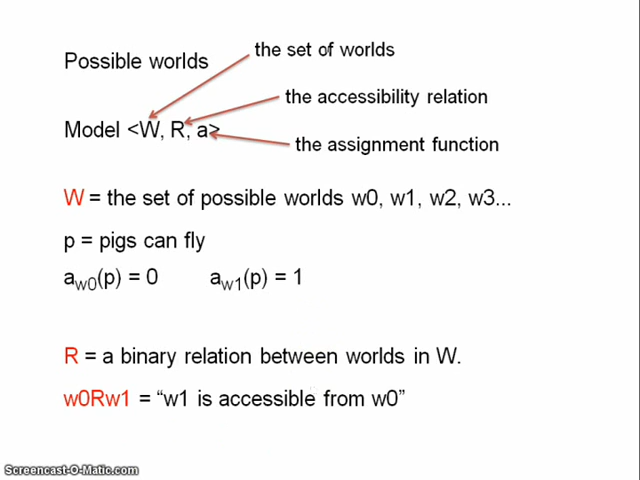 Possible worlds
the set of worlds
the accessibility relation
Model <W, R, a>
the assignment function
W = the set of possible worlds w0, w1, w2, w3...
p = pigs can fly
aw0(p) = 0 aw1(p) = 1
R = a binary relation between worlds in W.
w0Rw1 = “w1 is accessible from w0”
Screencast-O-Matic.com